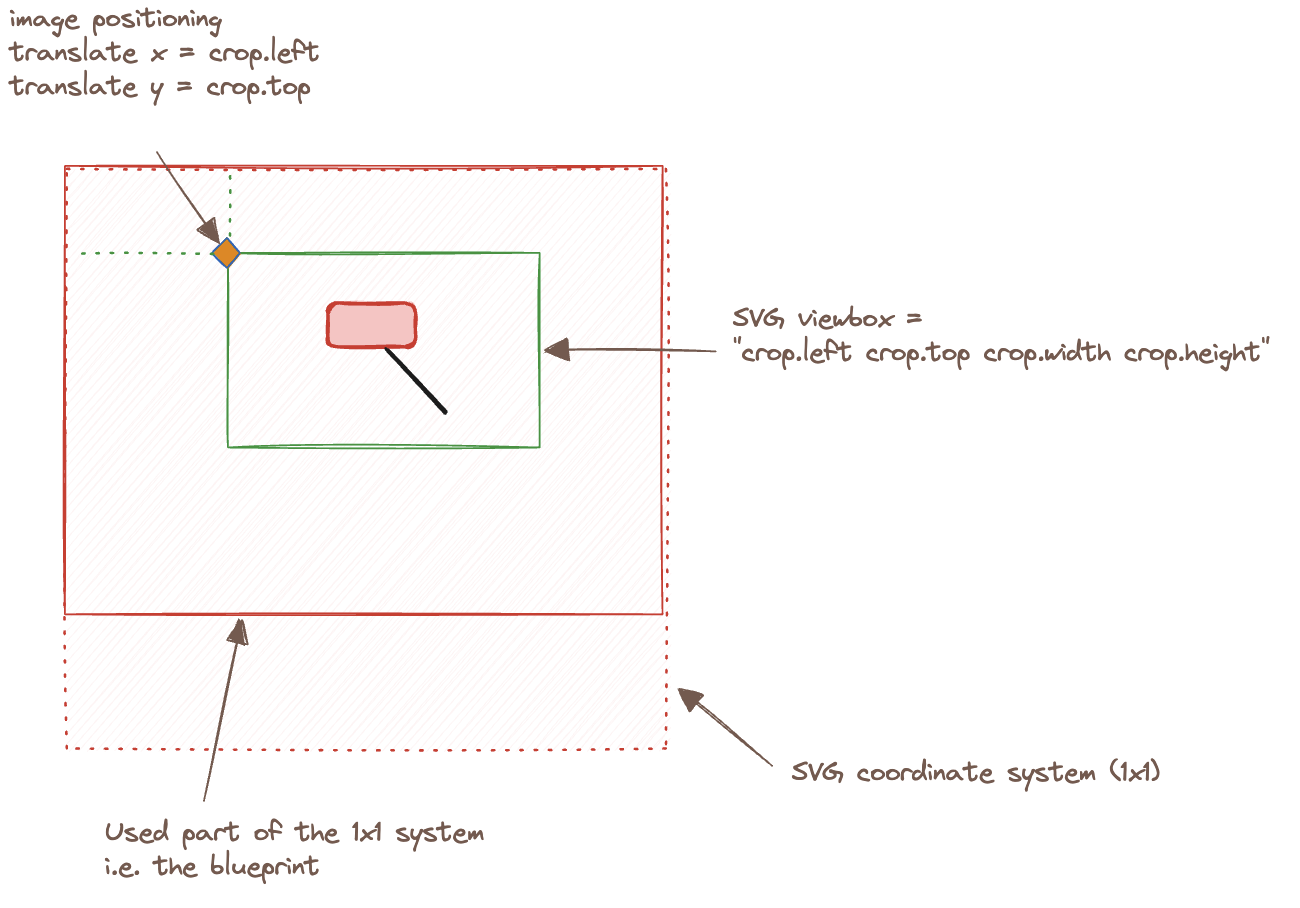 image positioning
translate x = crop.left
translate y = crop.top
SVG viewbox =
"crop.left crop.top crop.width crop.height"
SVG coordinate system (1x1)
Used part of the 1x1 system
i.e. the blueprint